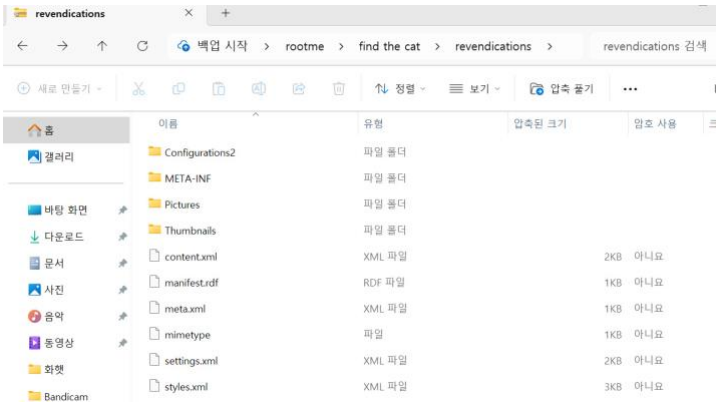 revendications
백업 시작 > rootme > find the cat > revendications > revendications 검색
새로 만들기 정렬 보기 압축 풀기 ...
이름 유형 압축된 크기 암호 사용
홈
갤러리
바탕 화면
다운로드
문서
사진
음악
동영상
화햇
Bandicam
Configurations2 파일 폴더
META-INF 파일 폴더
Pictures 파일 폴더
Thumbnails 파일 폴더
content.xml XML 파일 2KB 아니요
manifest.rdf RDF 파일 1KB 아니요
meta.xml XML 파일 1KB 아니요
mimetype 파일 1KB 아니요
settings.xml XML 파일 2KB 아니요
styles.xml XML 파일 3KB 아니요